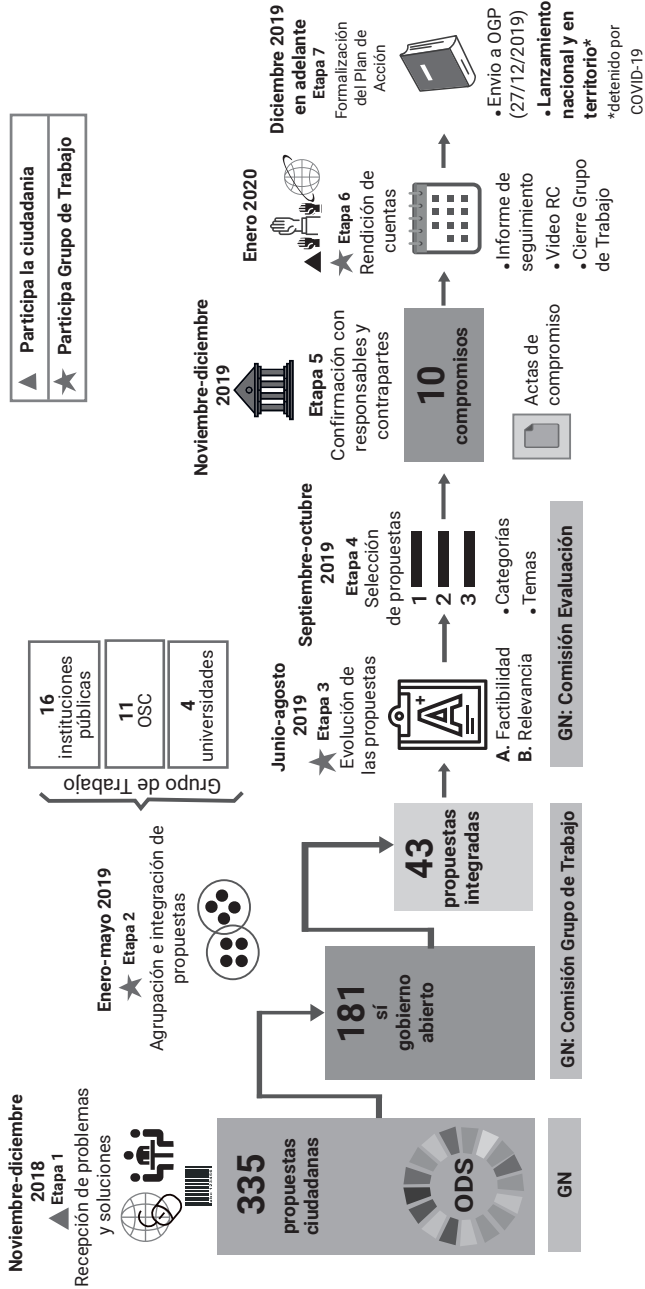 Participa la ciudadania
Participa Grupo de Trabajo
Noviembre-diciembre
2018
Etapa 1
Recepción de problemas
y soluciones
335
propuestas
ciudadanas
ODS
GN
Enero-mayo 2019
Etapa 2
Agrupación e integración de
propuestas
Grupo de Trabajo
16
instituciones
públicas
11
OSC
4
universidades
181
sí
gobierno
abierto
43
propuestas
integradas
GN: Comisión Grupo de Trabajo
Junio-agosto
2019
Etapa 3
Evolución de
las propuestas
A+
A. Factibilidad
B. Relevancia
Septiembre-octubre
2019
Etapa 4
Selección
de propuestas
1
2
3
• Categorías
• Temas
GN: Comisión Evaluación
Noviembre-diciembre
2019
Etapa 5
Confirmación con
responsables y
contrapartes
10
compromisos
Actas de
compromiso
Enero 2020
Etapa 6
Rendición de
cuentas
• Informe de
seguimiento
• Video RC
• Cierre Grupo
de Trabajo
Diciembre 2019
en adelante
Etapa 7
Formalización
del Plan de
Acción
• Envio a OGP
(27/12/2019)
• Lanzamiento
nacional y en
territorio*
*detenido por
COVID-19